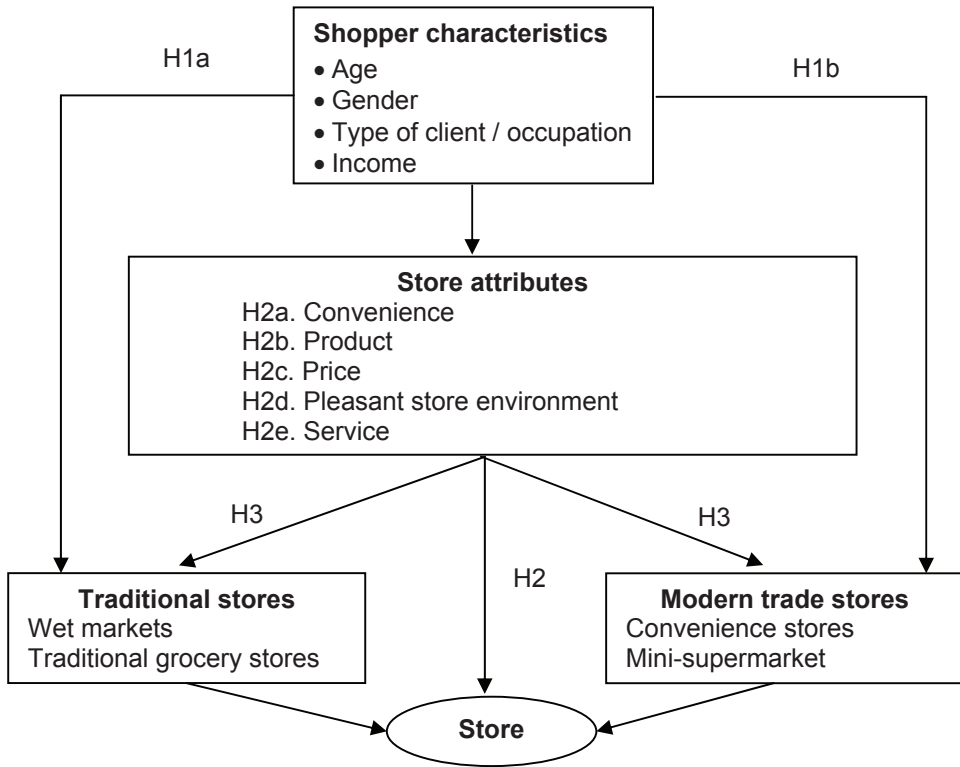 Shopper characteristics
• Age
• Gender
• Type of client / occupation
• Income
H1a
H1b
Store attributes
H2a. Convenience
H2b. Product
H2c. Price
H2d. Pleasant store environment
H2e. Service
H3
H3
H2
Traditional stores
Wet markets
Traditional grocery stores
Modern trade stores
Convenience stores
Mini-supermarket
Store